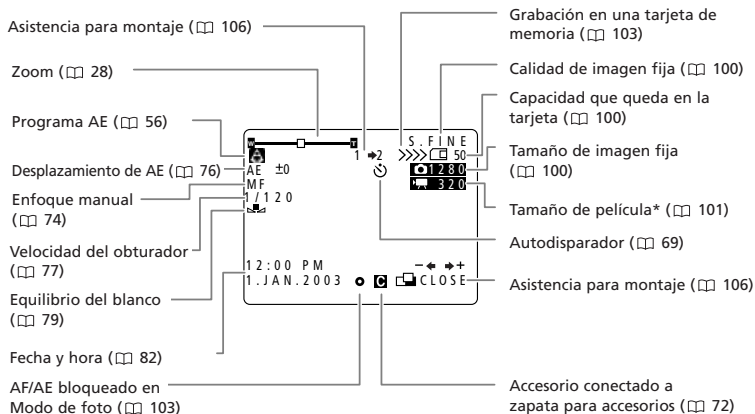 Asistencia para montaje (106)
Zoom (28)
Programa AE (56)
Desplazamiento de AE (76)
Enfoque manual
(74)
Velocidad del obturador
(77)
Equilibrio del blanco
(79)
Fecha y hora (82)
AF/AE bloqueado en
Modo de foto (103)
W T
A
AE ±0
MF
1/120
1 2
S.FINE
50
1280
320
12:00 PM
1.JAN.2003
C
– +
CLOSE
Grabación en una tarjeta de
memoria (103)
Calidad de imagen fija (100)
Capacidad que queda en la
tarjeta (100)
Tamaño de imagen fija
(100)
Tamaño de película* (101)
Autodisparador (69)
Asistencia para montaje (106)
Accesorio conectado a
zapata para accesorios (72)